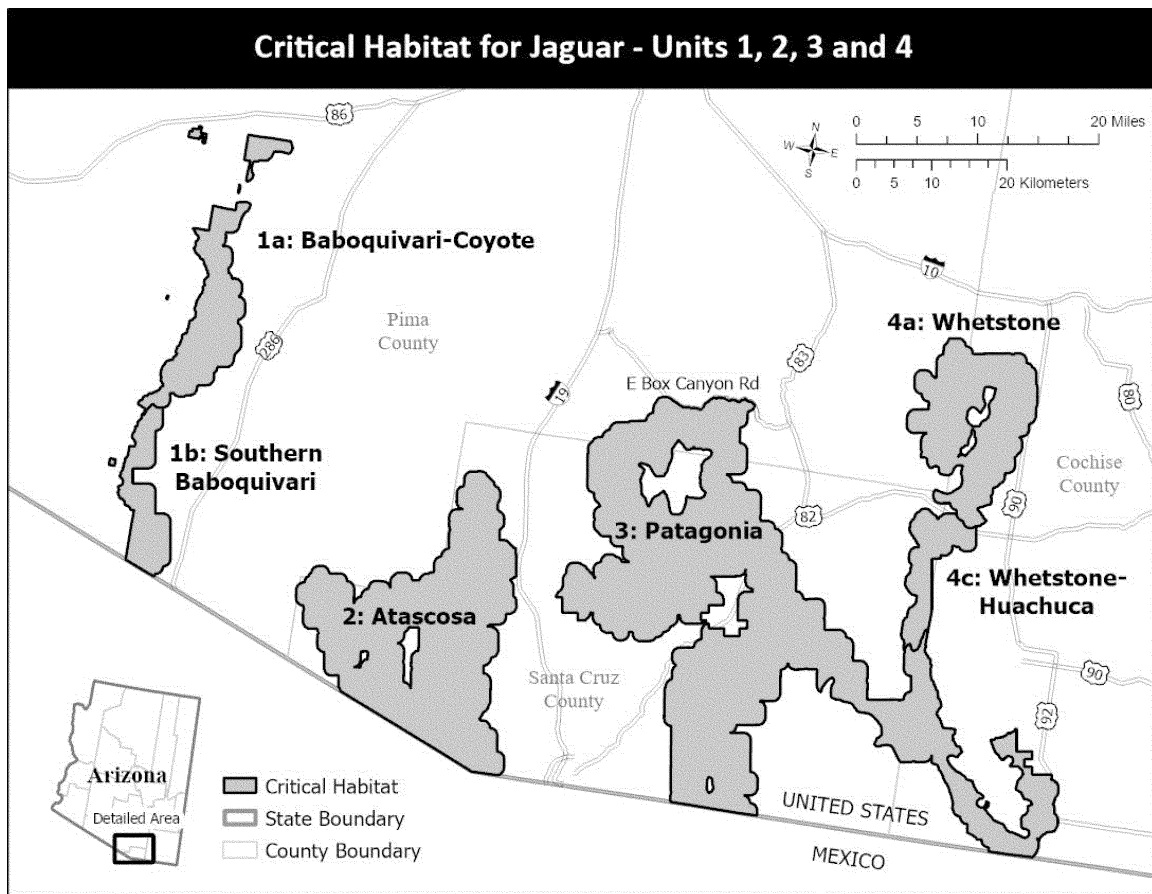 Critical Habitat for Jaguar - Units 1, 2, 3 and 4
86
N
W E
S
0 5 10 20 Miles
0 5 10 20 Kilometers
1a: Baboquivari-Coyote
10
Pima
County
286
4a: Whetstone
83
E Box Canyon Rd
19
80
1b: Southern
Baboquivari
Cochise
County
90
82
3: Patagonia
4c: Whetstone-
Huachuca
2: Atascosa
Santa Cruz
County
90
92
Arizona
Detailed Area
Critical Habitat
State Boundary
County Boundary
UNITED STATES
MEXICO